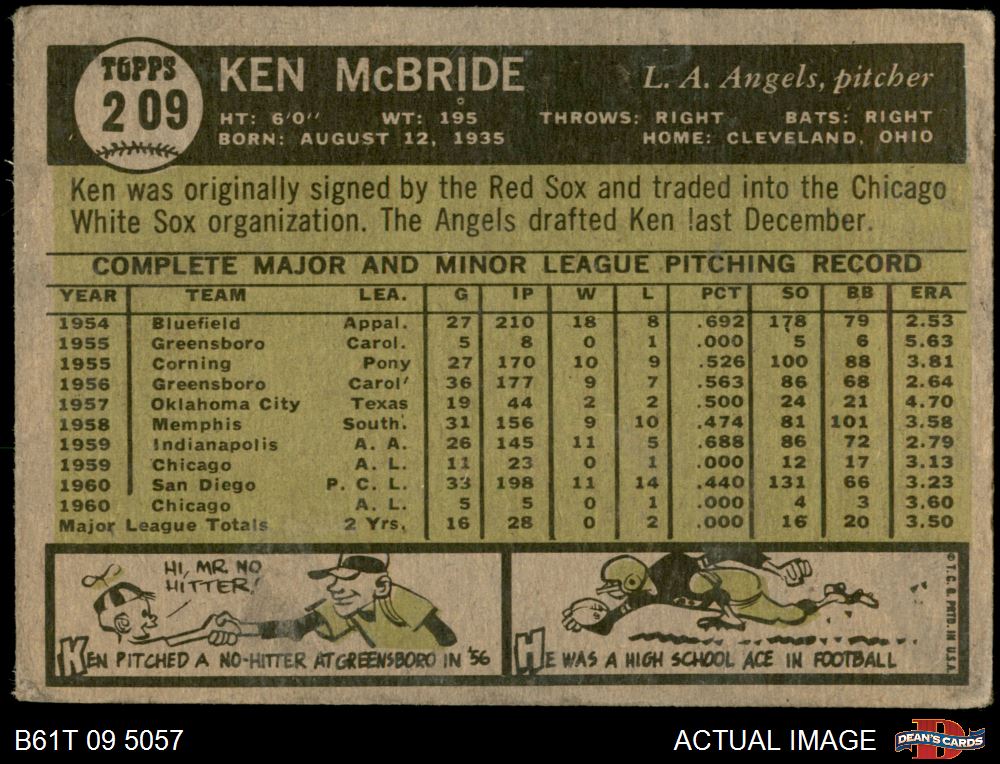 TOPPS
209
KEN McBRIDE
L. A. Angels, pitcher
HT: 6'0" WT: 195 THROWS: RIGHT BATS: RIGHT
BORN: AUGUST 12, 1935 HOME: CLEVELAND, OHIO
Ken was originally signed by the Red Sox and traded into the Chicago
White Sox organization. The Angels drafted Ken last December.
COMPLETE MAJOR AND MINOR LEAGUE PITCHING RECORD
YEAR TEAM LEA. G IP W L PCT SO BB ERA
1954 Bluefield Appal. 27 210 18 8 .692 178 79 2.53
1955 Greensboro Carol. 5 8 0 1 .000 5 6 5.63
1955 Corning Pony 27 170 10 9 .526 100 88 3.81
1956 Greensboro Carol' 36 177 9 7 .563 86 68 2.64
1957 Oklahoma City Texas 19 44 2 2 .500 24 21 4.70
1958 Memphis South. 31 156 9 10 .474 81 101 3.58
1959 Indianapolis A. A. 26 145 11 5 .688 86 72 2.79
1959 Chicago A. L. 11 23 0 1 .000 12 17 3.13
1960 San Diego P. C. L. 33 198 11 14 .440 131 66 3.23
1960 Chicago A. L. 5 5 0 1 .000 4 3 3.60
Major League Totals 2 Yrs. 16 28 0 2 .000 16 20 3.50
HI, MR. NO
HITTER!
KEN PITCHED A NO-HITTER AT GREENSBORO IN '56
HE WAS A HIGH SCHOOL ACE IN FOOTBALL
© T. C. G. PRTD. IN U.S.A.
B61T 09 5057
ACTUAL IMAGE
DEAN'S CARDS